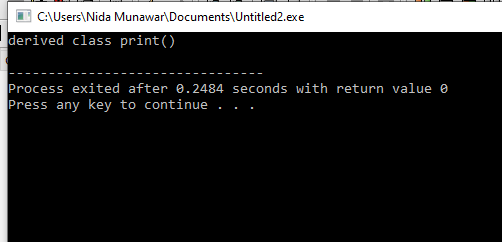 C:\Users\Nida Munawar\Documents\Untitled2.exe
derived class print()
--------------------------------
Process exited after 0.2484 seconds with return value 0
Press any key to continue . . .